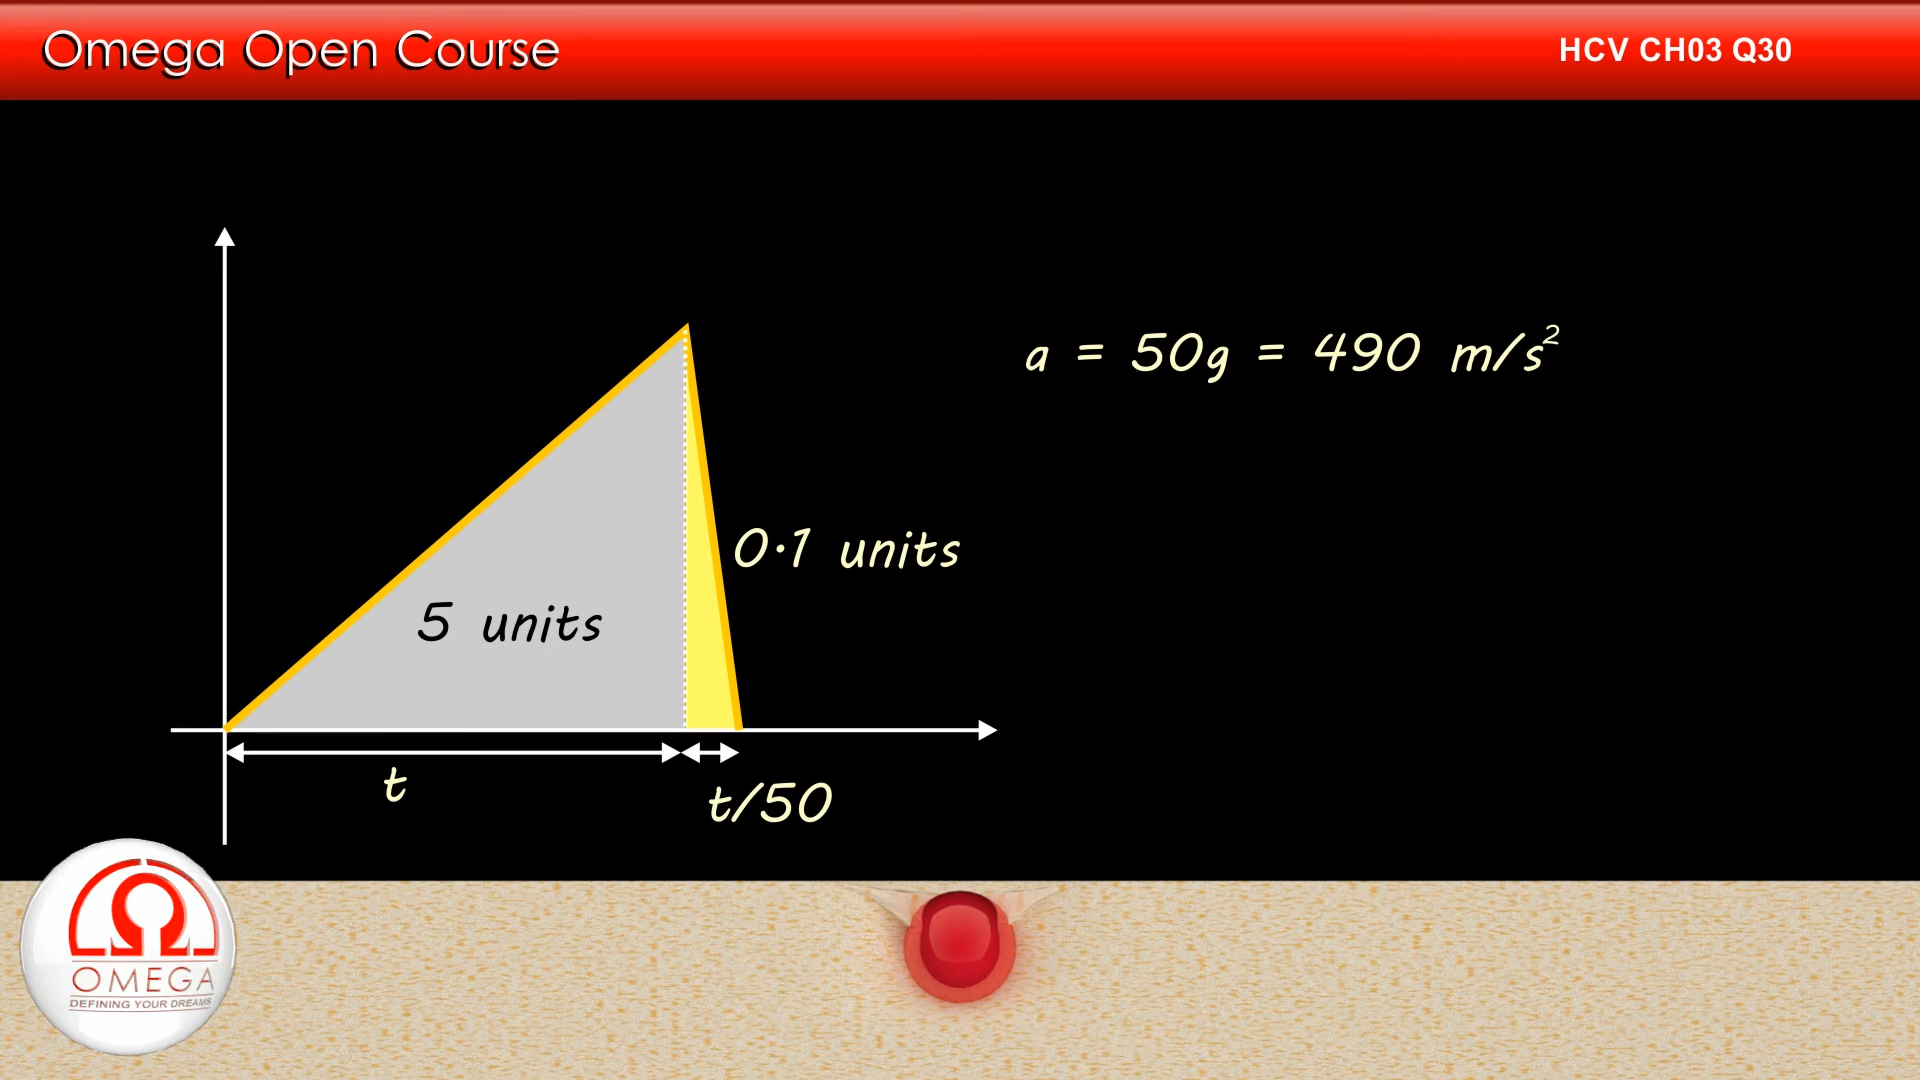 Omega Open Course
HCV CH03 Q30
a = 50g = 490 m/s²
0·1 units
5 units
t
t/50
OMEGA
DEFINING YOUR DREAMS